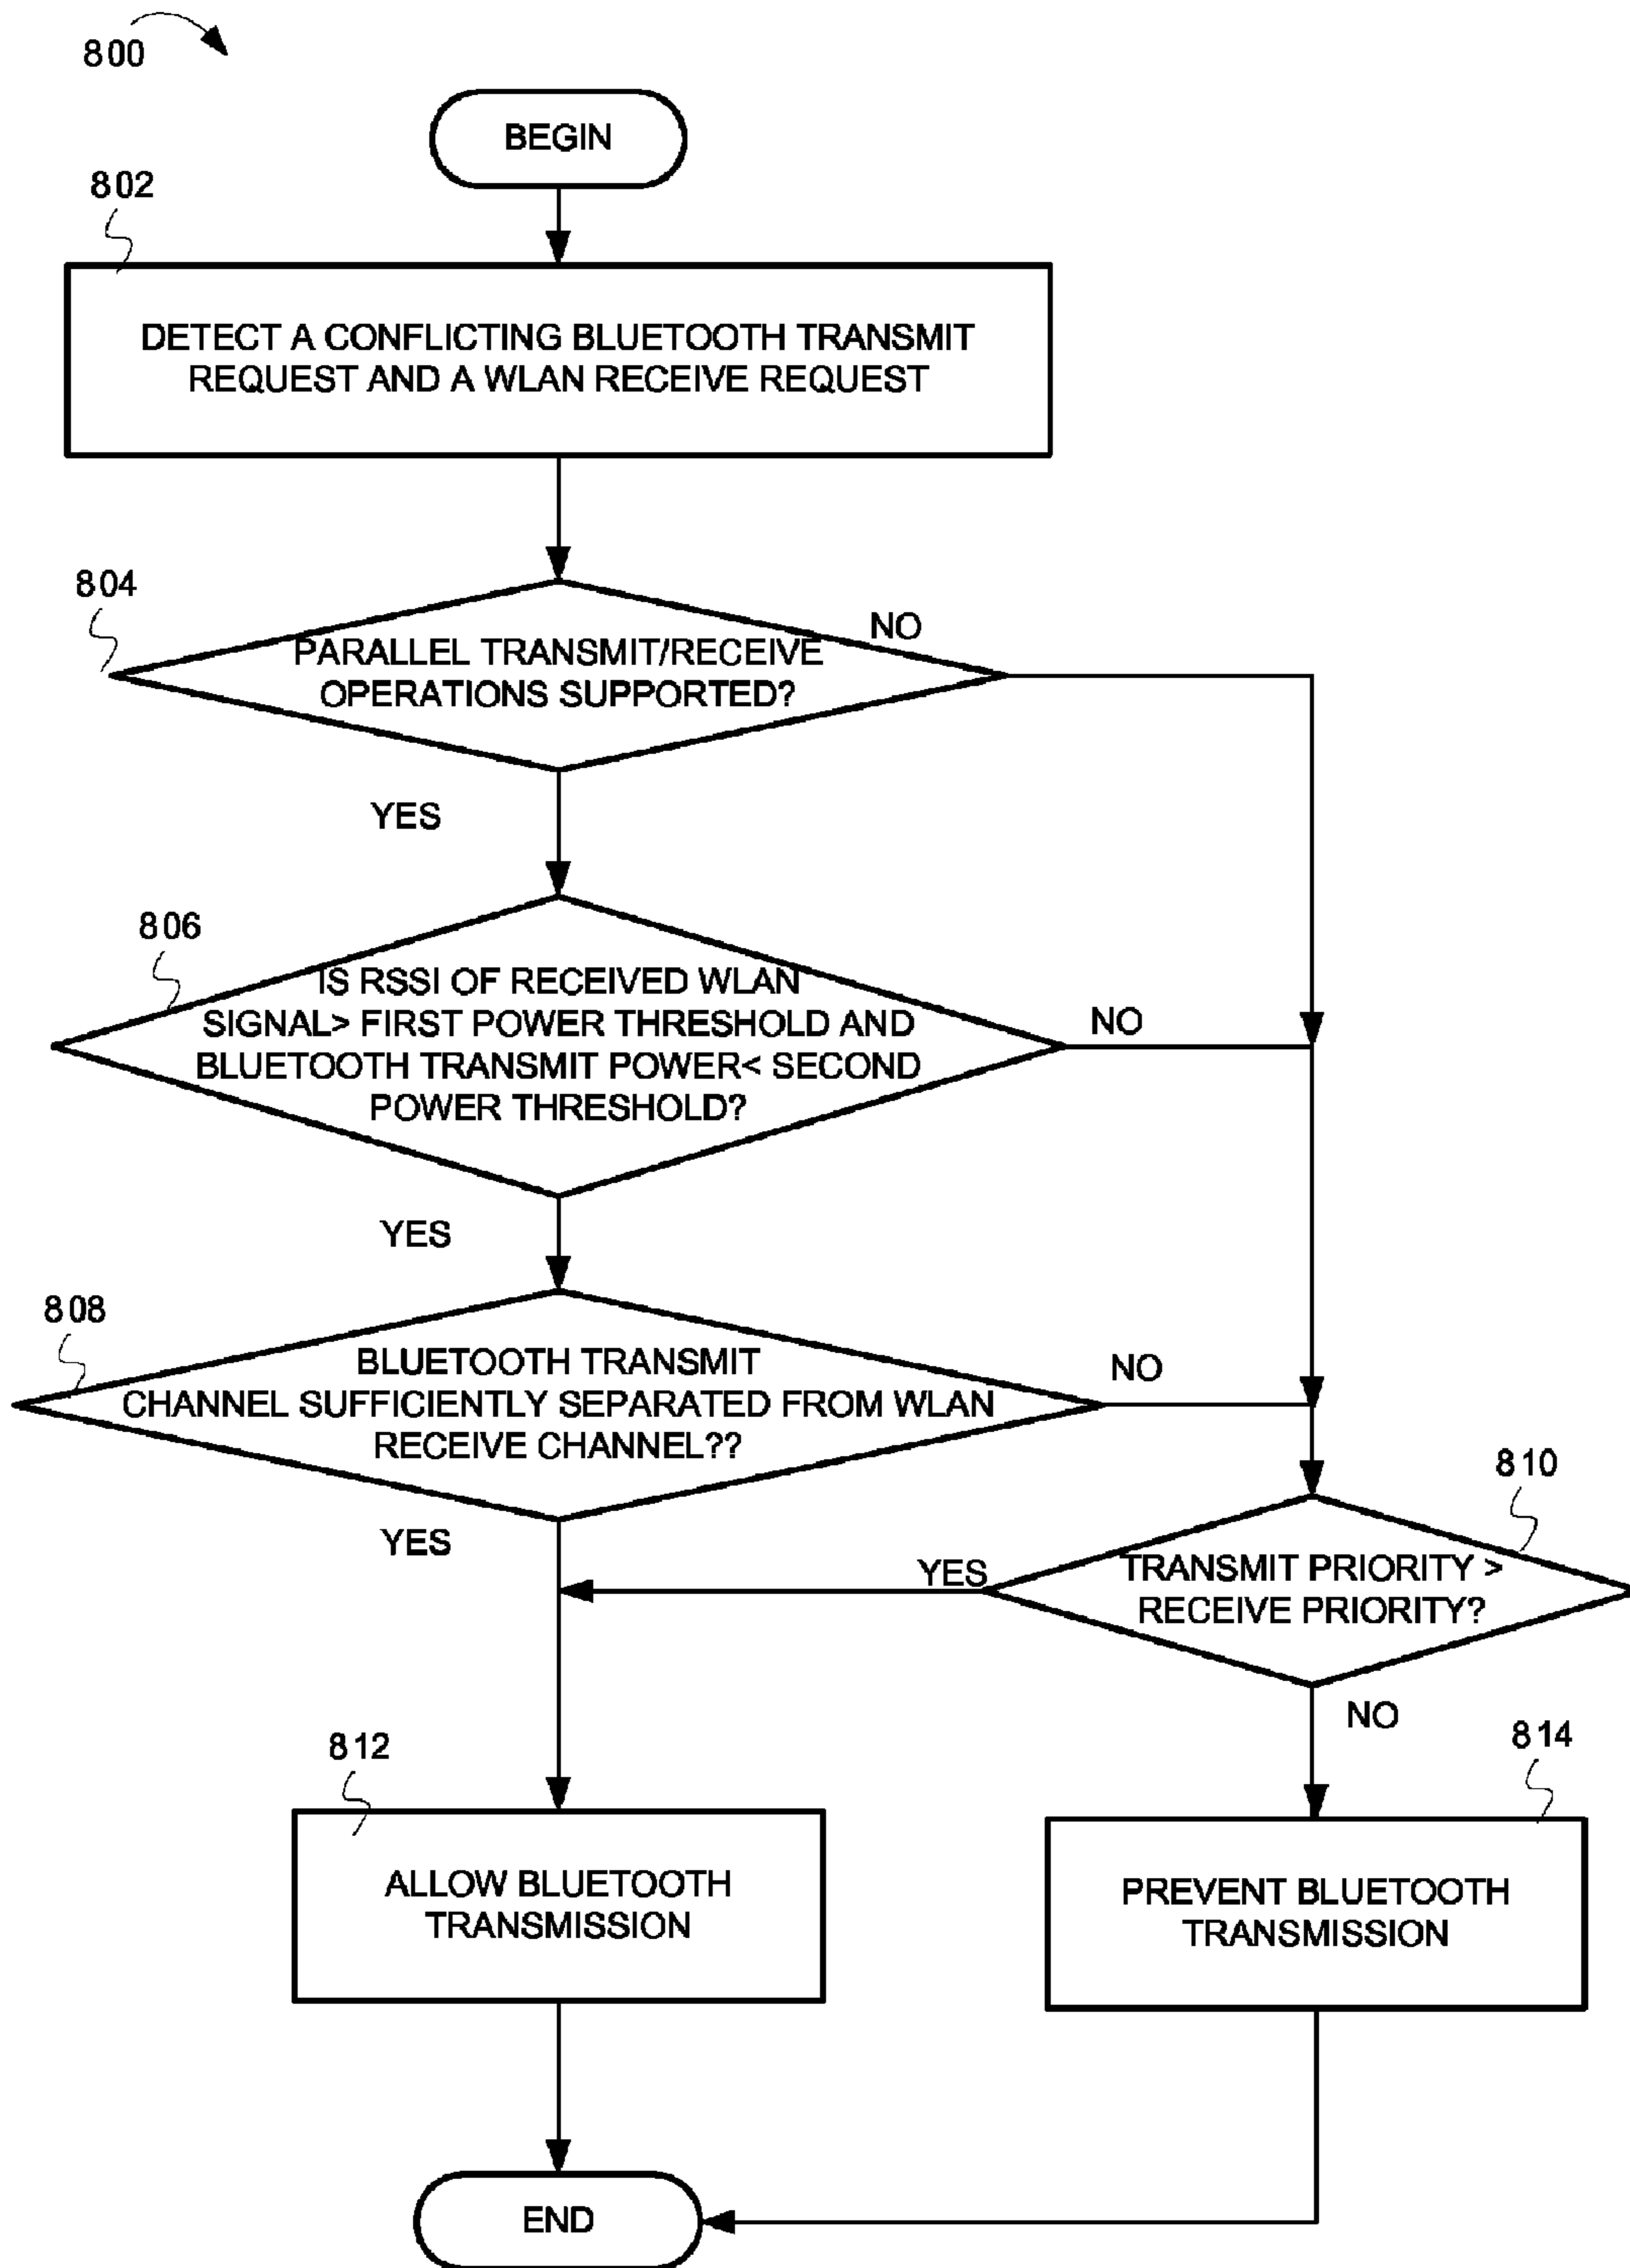 800
BEGIN
802
DETECT A CONFLICTING BLUETOOTH TRANSMIT
REQUEST AND A WLAN RECEIVE REQUEST
804
NO
PARALLEL TRANSMIT/RECEIVE
OPERATIONS SUPPORTED?
YES
806
IS RSSI OF RECEIVED WLAN
SIGNAL> FIRST POWER THRESHOLD AND
BLUETOOTH TRANSMIT POWER< SECOND
POWER THRESHOLD?
NO
YES
808
BLUETOOTH TRANSMIT
CHANNEL SUFFICIENTLY SEPARATED FROM WLAN
RECEIVE CHANNEL??
NO
YES
810
TRANSMIT PRIORITY >
RECEIVE PRIORITY?
YES
NO
812
ALLOW BLUETOOTH
TRANSMISSION
814
PREVENT BLUETOOTH
TRANSMISSION
END